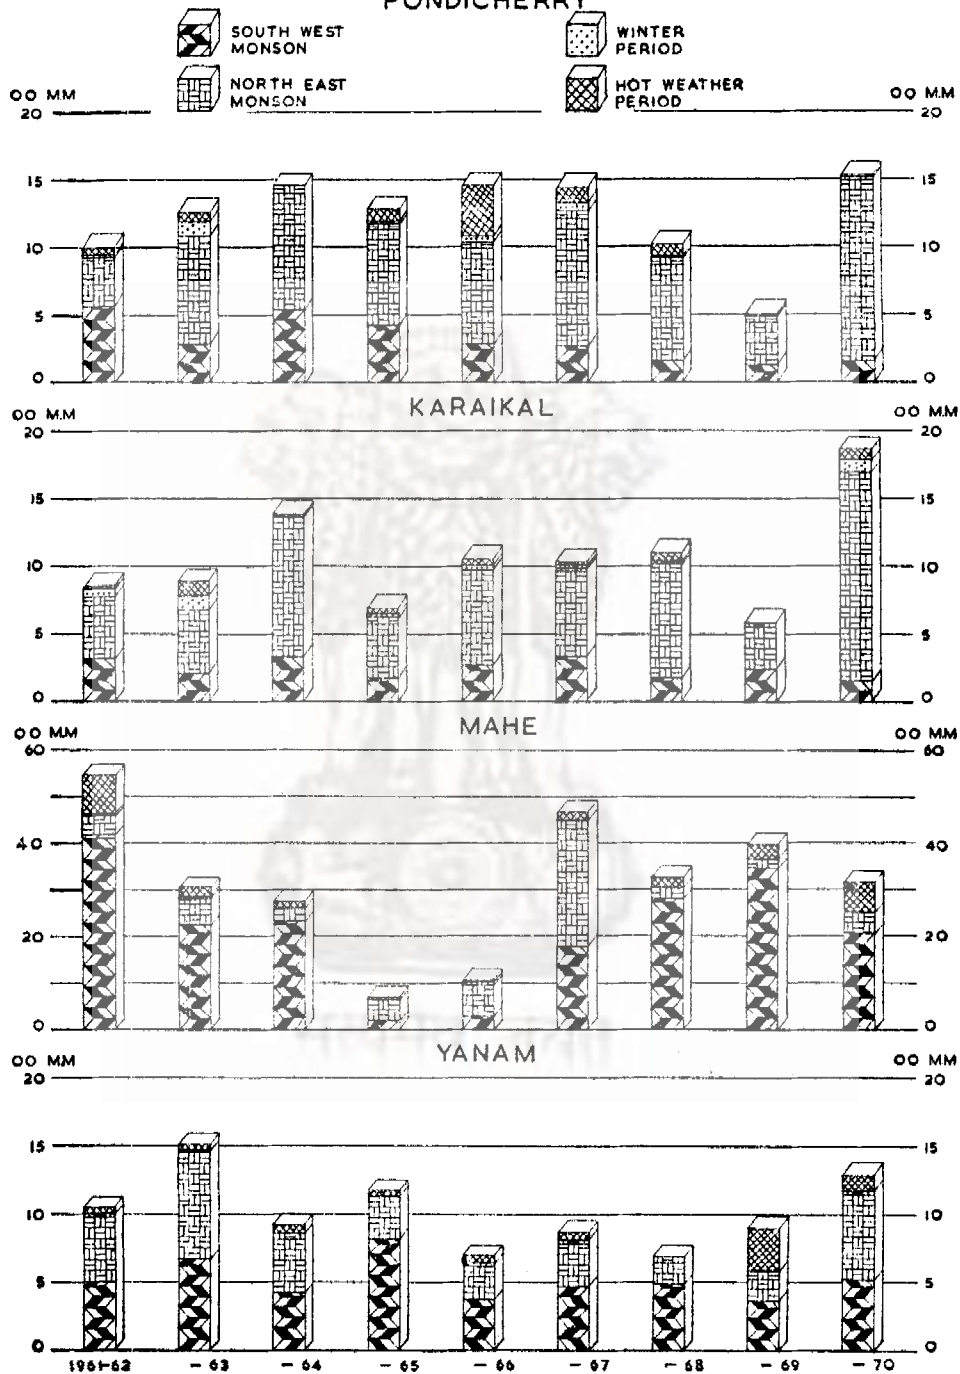 PONDICHERRY
SOUTH WEST MONSON
WINTER PERIOD
NORTH EAST MONSON
HOT WEATHER PERIOD
OO MM
OO M.M
20
20
15
15
10
10
5
5
0
0
KARAIKAL
OO M.M
OO MM
20
20
15
15
10
10
5
5
0
0
MAHE
OO MM
OO MM
60
60
40
40
20
20
0
0
YANAM
OO MM
OO MM
20
20
15
15
10
10
5
5
0
0
1961-62 - 63 - 64 - 65 - 66 - 67 - 68 - 69 - 70